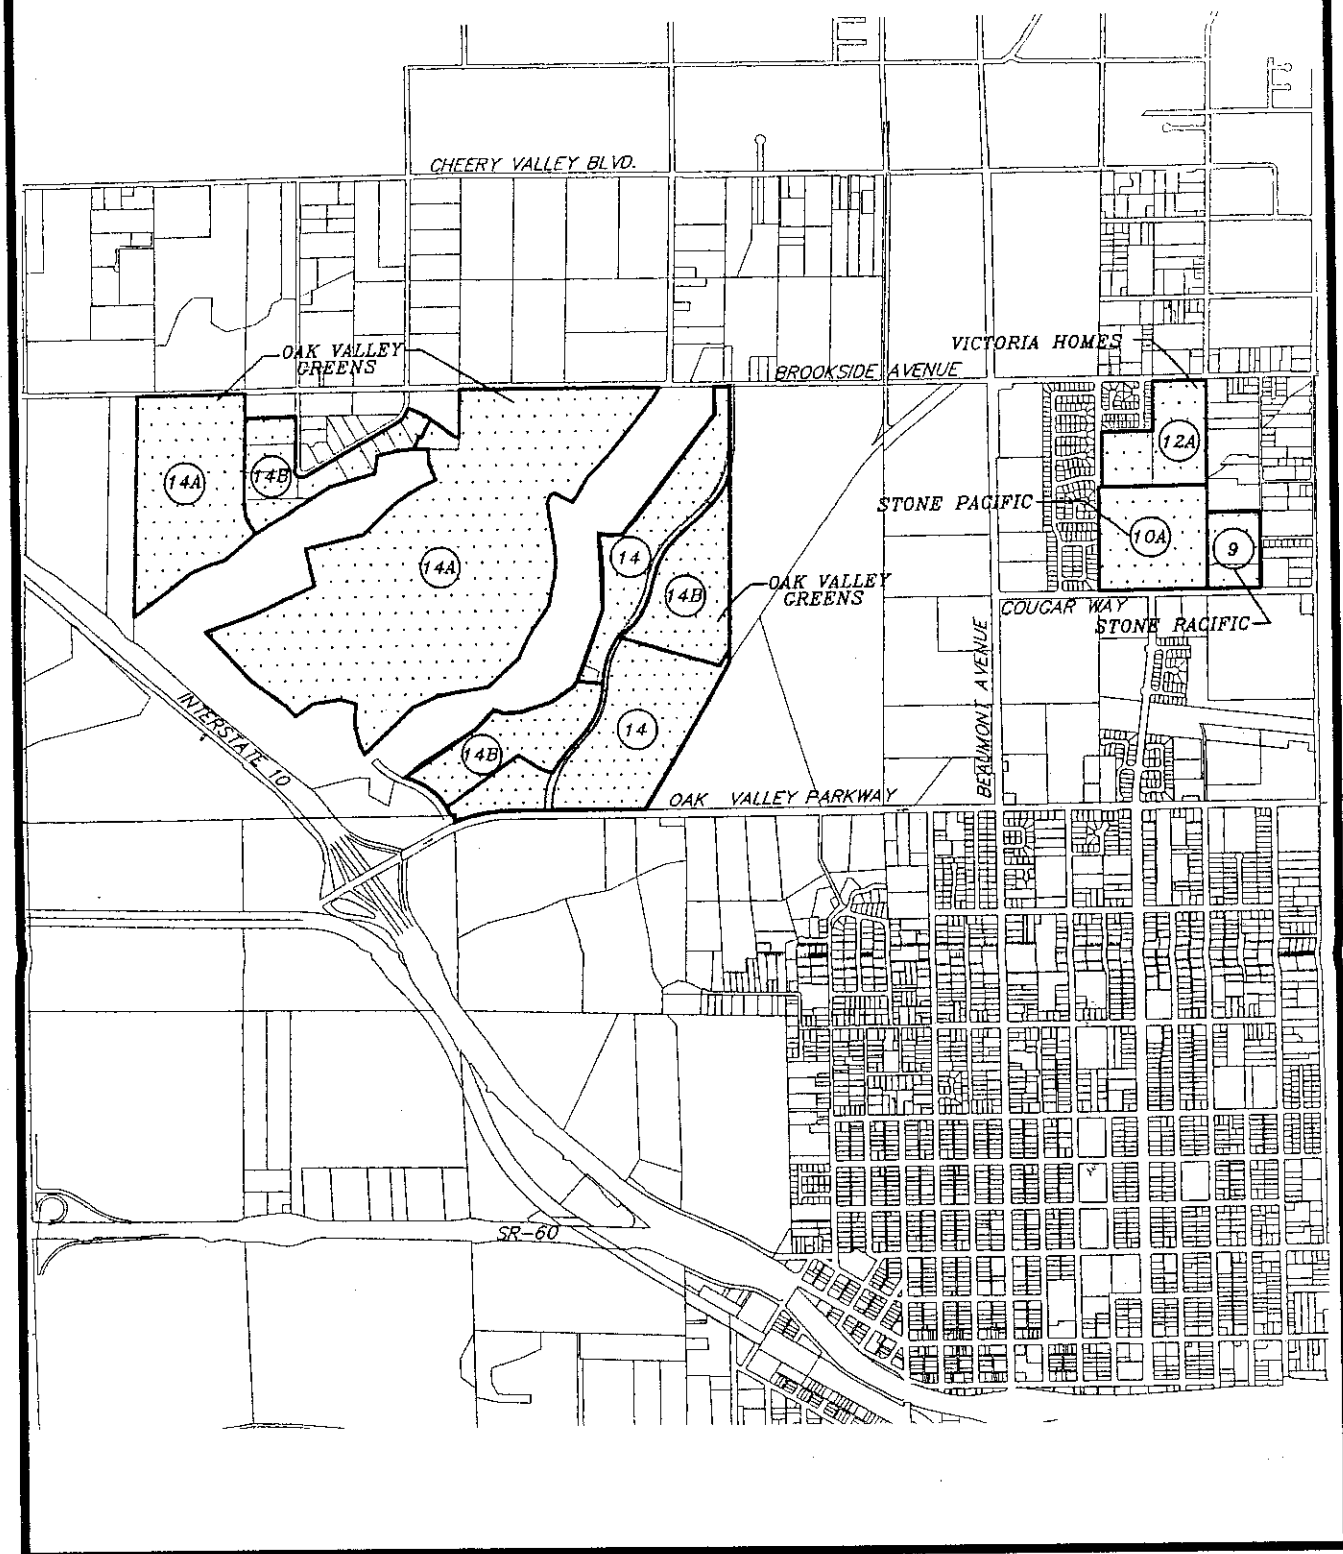 CHEERY VALLEY BLVD.
OAK VALLEY
GREENS
VICTORIA HOMES
BROOKSIDE AVENUE
14A
14B
12A
STONE PACIFIC
10A
9
14A
14
14B
OAK VALLEY
GREENS
COUGAR WAY
STONE RACIFIC
BEAUMONT AVENUE
INTERSTATE 10
14
14B
OAK VALLEY PARKWAY
SR-60